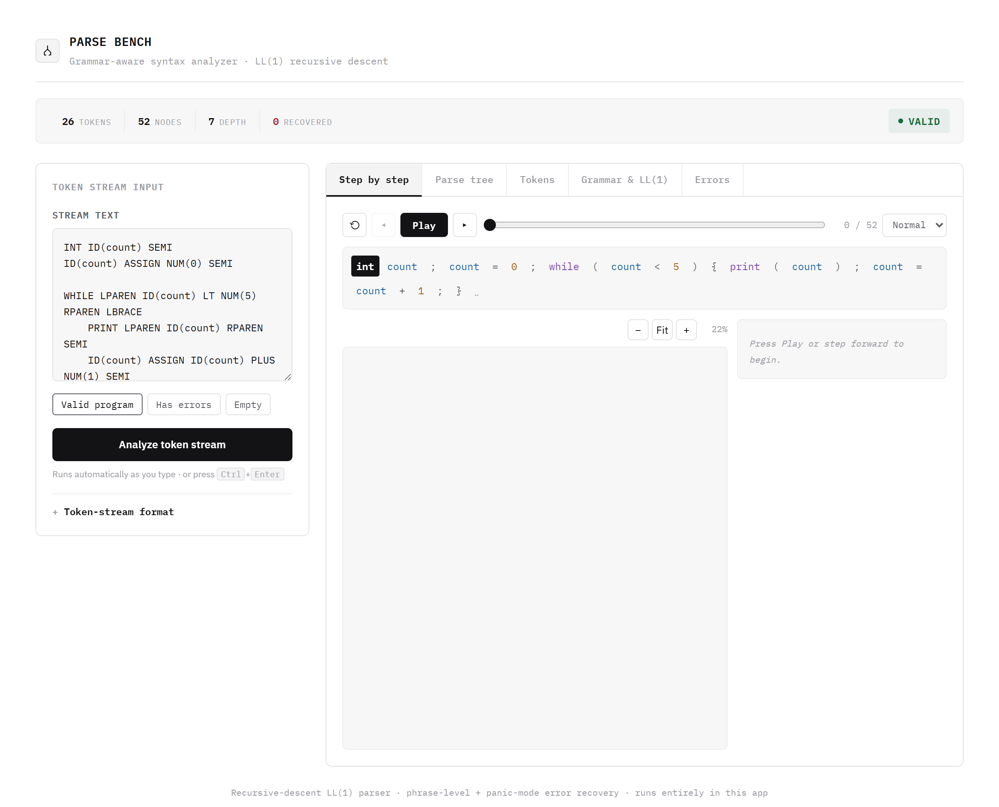 PARSE BENCH
Grammar-aware syntax analyzer · LL(1) recursive descent
26 TOKENS 52 NODES 7 DEPTH 0 RECOVERED
VALID
TOKEN STREAM INPUT
STREAM TEXT
INT ID(count) SEMI
ID(count) ASSIGN NUM(0) SEMI
WHILE LPAREN ID(count) LT NUM(5)
RPAREN LBRACE
PRINT LPAREN ID(count) RPAREN
SEMI
ID(count) ASSIGN ID(count) PLUS
NUM(1) SEMI
Valid program Has errors Empty
Analyze token stream
Runs automatically as you type · or press Ctrl+Enter
+ Token-stream format
Step by step Parse tree Tokens Grammar & LL(1) Errors
Play 0 / 52 Normal
int count ; count = 0 ; while ( count < 5 ) { print ( count ) ; count =
count + 1 ; } ␣
− Fit + 22%
Press Play or step forward to
begin.
Recursive-descent LL(1) parser · phrase-level + panic-mode error recovery · runs entirely in this app